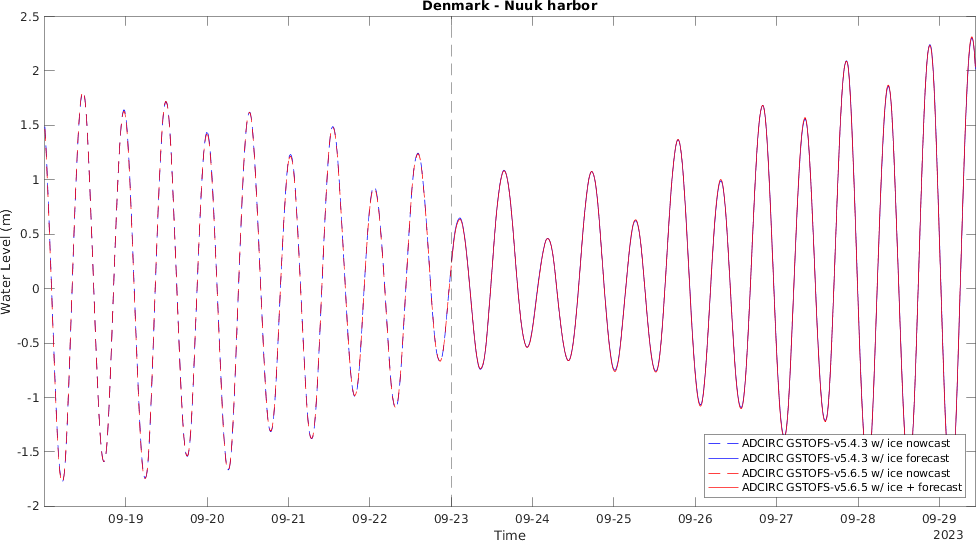 Denmark - Nuuk harbor
2.5
2
1.5
1
0.5
0
-0.5
-1
-1.5
-2
Water Level (m)
ADCIRC GSTOFS-v5.4.3 w/ ice nowcast
ADCIRC GSTOFS-v5.4.3 w/ ice forecast
ADCIRC GSTOFS-v5.6.5 w/ ice nowcast
ADCIRC GSTOFS-v5.6.5 w/ ice + forecast
09-19 09-20 09-21 09-22 09-23 09-24 09-25 09-26 09-27 09-28 09-29
Time
2023